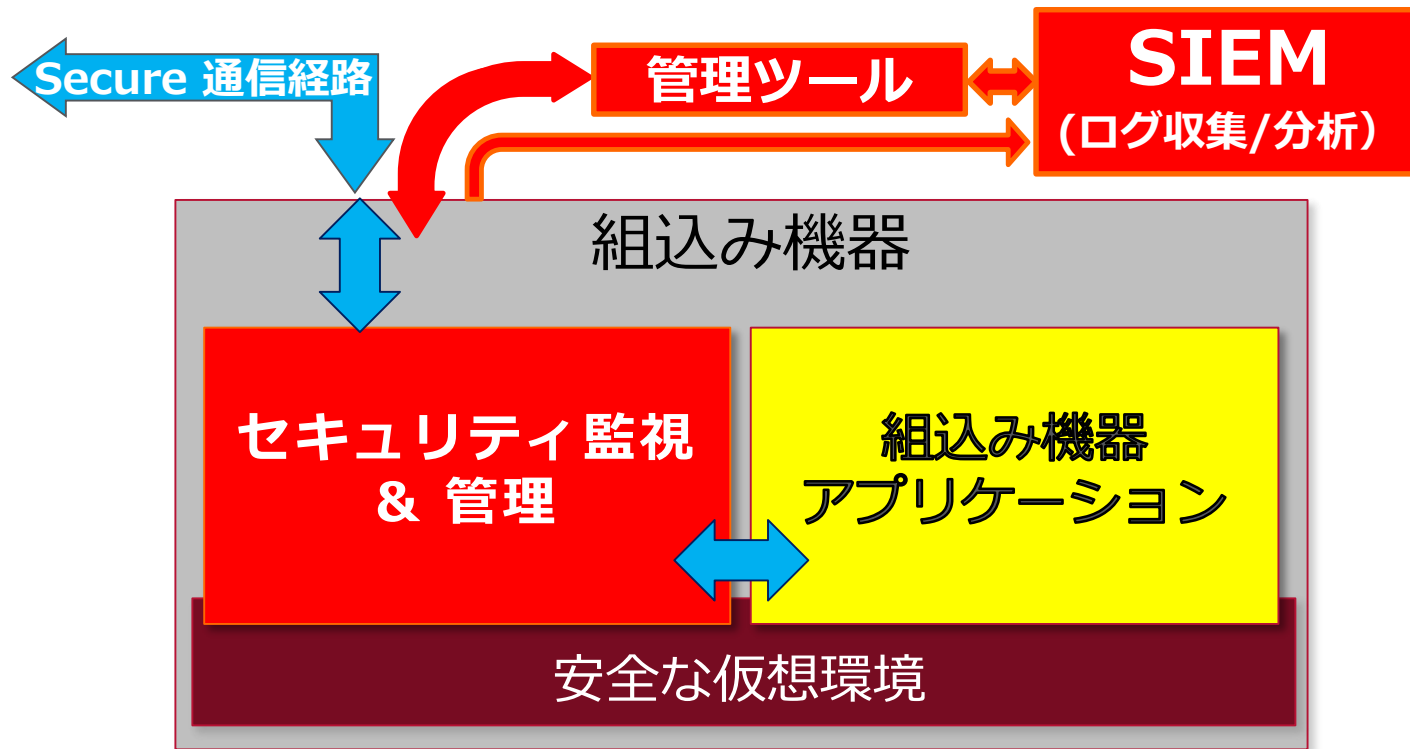 Secure 通信経路
管理ツール
SIEM
(ログ収集/分析）
組込み機器
セキュリティ監視
& 管理
組込み機器
アプリケーション
安全な仮想環境